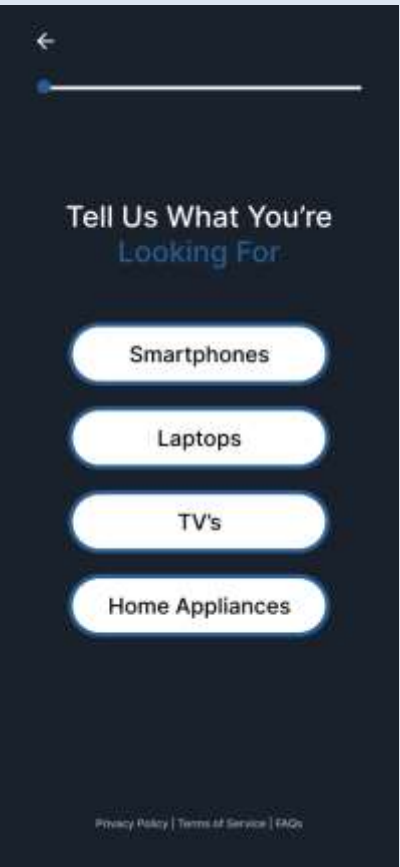 Tell Us What You're
Looking For
Smartphones
Laptops
TV's
Home Appliances
Privacy Policy | Terms of Service | FAQs